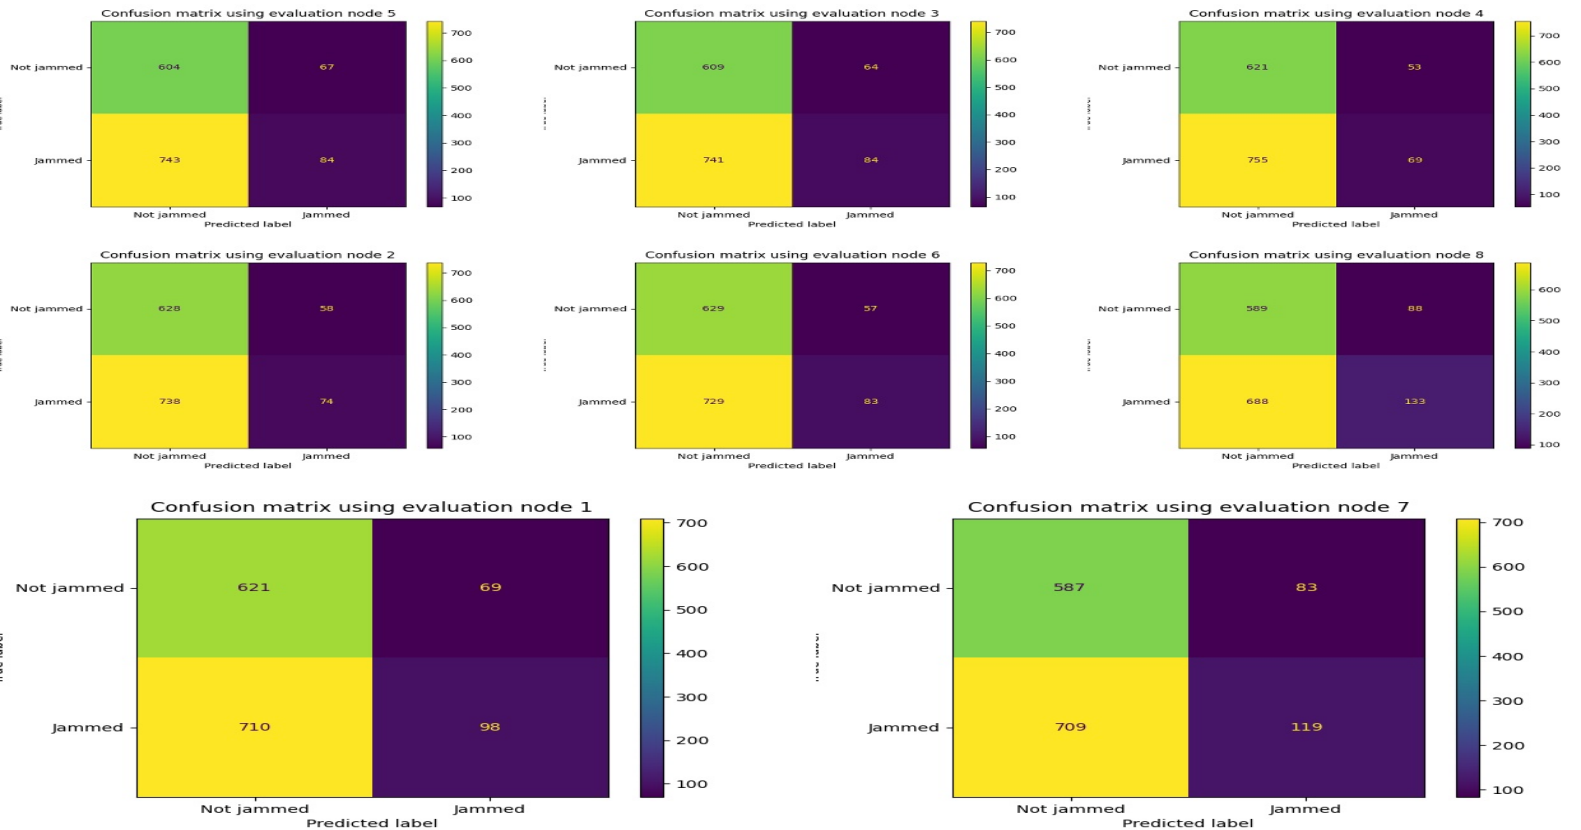 Confusion matrix using evaluation node 5
Not jammed 604 67
Jammed 743 84
Not jammed Jammed
Predicted label
700
600
500
400
300
200
100
Confusion matrix using evaluation node 3
Not jammed 609 64
Jammed 741 84
Not jammed Jammed
Predicted label
700
600
500
400
300
200
100
Confusion matrix using evaluation node 4
Not jammed 621 53
Jammed 755 69
Not jammed Jammed
Predicted label
700
600
500
400
300
200
100
Confusion matrix using evaluation node 2
Not jammed 628 58
Jammed 738 74
Not jammed Jammed
Predicted label
700
600
500
400
300
200
100
Confusion matrix using evaluation node 6
Not jammed 629 57
Jammed 729 83
Not jammed Jammed
Predicted label
700
600
500
400
300
200
100
Confusion matrix using evaluation node 8
Not jammed 589 88
Jammed 688 133
Not jammed Jammed
Predicted label
600
500
400
300
200
100
Confusion matrix using evaluation node 1
Not jammed 621 69
Jammed 710 98
Not jammed Jammed
Predicted label
700
600
500
400
300
200
100
Confusion matrix using evaluation node 7
Not jammed 587 83
Jammed 709 119
Not jammed Jammed
Predicted label
700
600
500
400
300
200
100